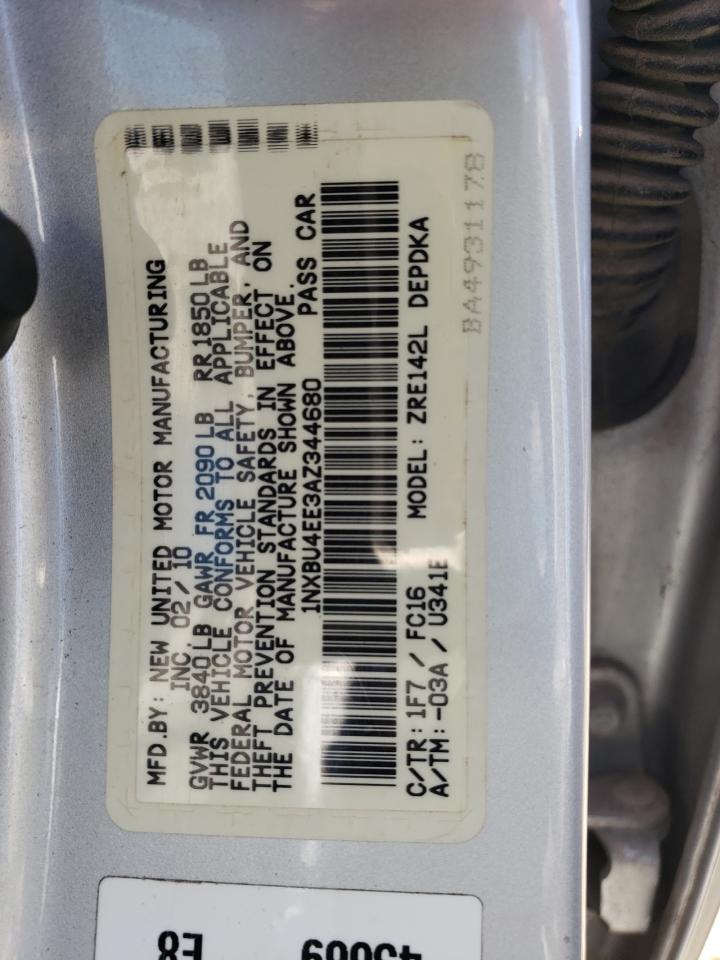 MFD.BY: NEW UNITED MOTOR MANUFACTURING
INC. 02/10
GVWR 3840LB GAWR FR 2090LB RR1850LB
THIS VEHICLE CONFORMS TO ALL APPLICABLE
FEDERAL MOTOR VEHICLE SAFETY, BUMPER, AND
THEFT PREVENTION STANDARDS IN EFFECT ON
THE DATE OF MANUFACTURE SHOWN ABOVE.
1NXBU4EE3AZ344680 PASS CAR
C/TR: 1F7 / FC16 MODEL: ZRE142L DEPDKA
A/TM: -03A / U341E
BA4931178